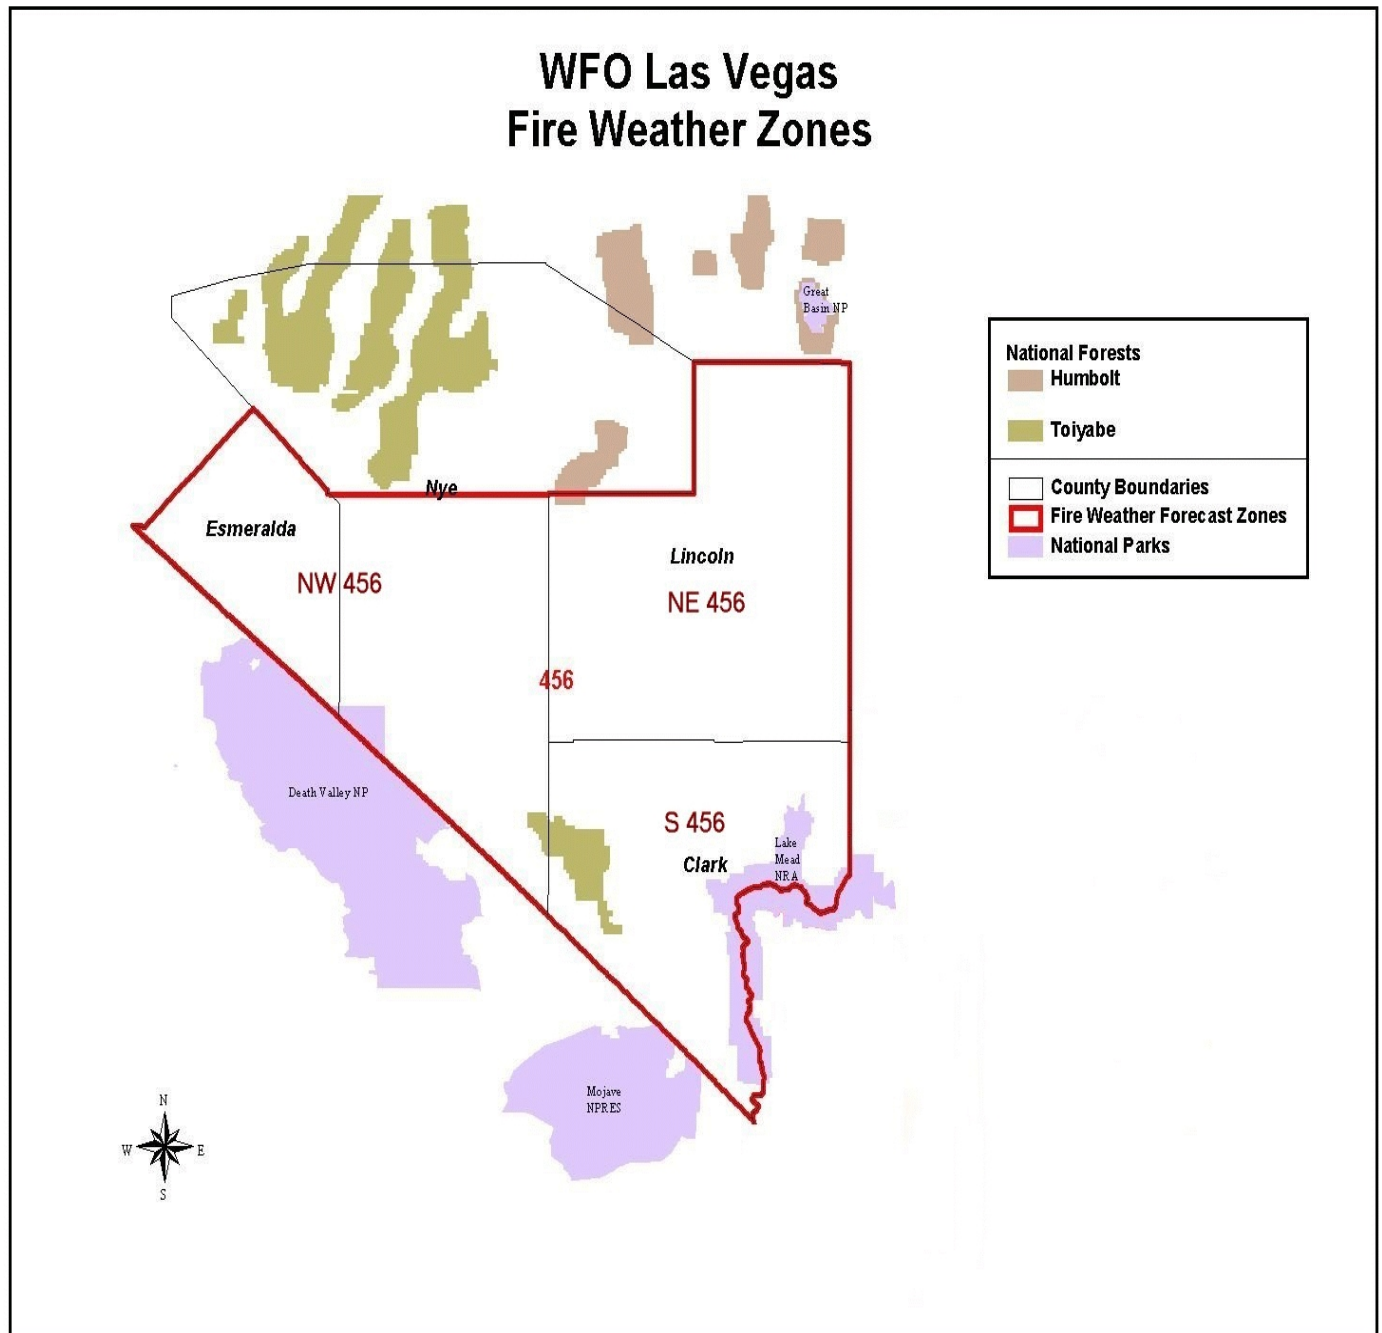 WFO Las Vegas
Fire Weather Zones
Great
Basin NP
National Forests
Humbolt
Toiyabe
County Boundaries
Fire Weather Forecast Zones
National Parks
Nye
Esmeralda
Lincoln
NW 456
NE 456
456
Death Valley NP
S 456
Clark
Lake
Mead
NRA
Mojave
NPRES
N
W
E
S